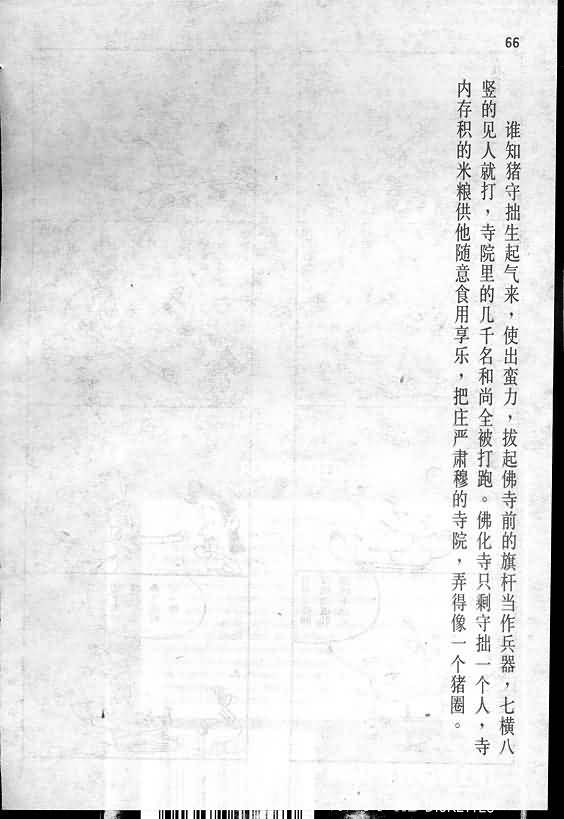 66
谁知猪守拙生起气来，使出蛮力，拔起佛寺前的旗杆当作兵器，七横八
竖的见人就打，寺院里的几千名和尚全被打跑。佛化寺只剩守拙一个人，寺
内存积的米粮供他随意食用享乐，把庄严肃穆的寺院，弄得像一个猪圈。